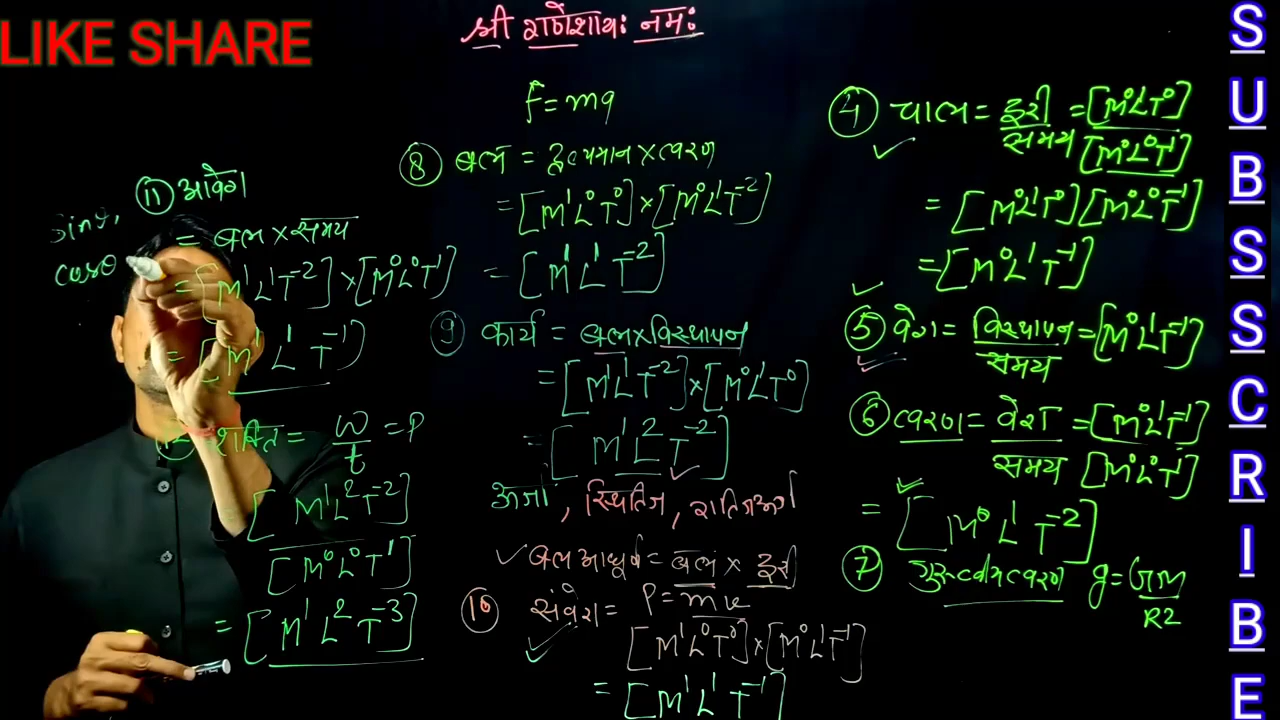 LIKE SHARE
श्री गणेशाय: नम:
SUBSSCRIBE
f=ma
④ चाल = दूरी/समय = [M⁰L¹T⁰]/[M⁰L⁰T¹]
= [M⁰L¹T⁰][M⁰L⁰T⁻¹]
= [M⁰L¹T⁻¹]
⑤ वेग = विस्थापन/समय = [M⁰L¹T⁻¹]
⑥ त्वरण = वेग/समय = [M⁰L¹T⁻¹]/[M⁰L⁰T¹]
= [M⁰L¹T⁻²]
⑦ गुरुत्वीय त्वरण g = GM/R2
⑧ बल = द्रव्यमान × त्वरण
= [M¹L⁰T⁰]×[M⁰L¹T⁻²]
= [M¹L¹T⁻²]
⑨ कार्य = बल×विस्थापन
= [M¹L¹T⁻²]×[M⁰L¹T⁰]
= [M¹L²T⁻²]
ऊर्जा, स्थितिज, गतिजऊर्जा
बल आघूर्ण = बल × दूरी
⑩ संवेग = P = mv
[M¹L⁰T⁰]×[M⁰L¹T⁻¹]
= [M¹L¹T⁻¹]
⑪ आवेग
= बल × समय
= [M¹L¹T⁻²]×[M⁰L⁰T¹]
= [M¹L¹T⁻¹]
sinθ,
cosθ
शक्ति = W/t = P
[M¹L²T⁻²]
[M⁰L⁰T¹]
= [M¹L²T⁻³]